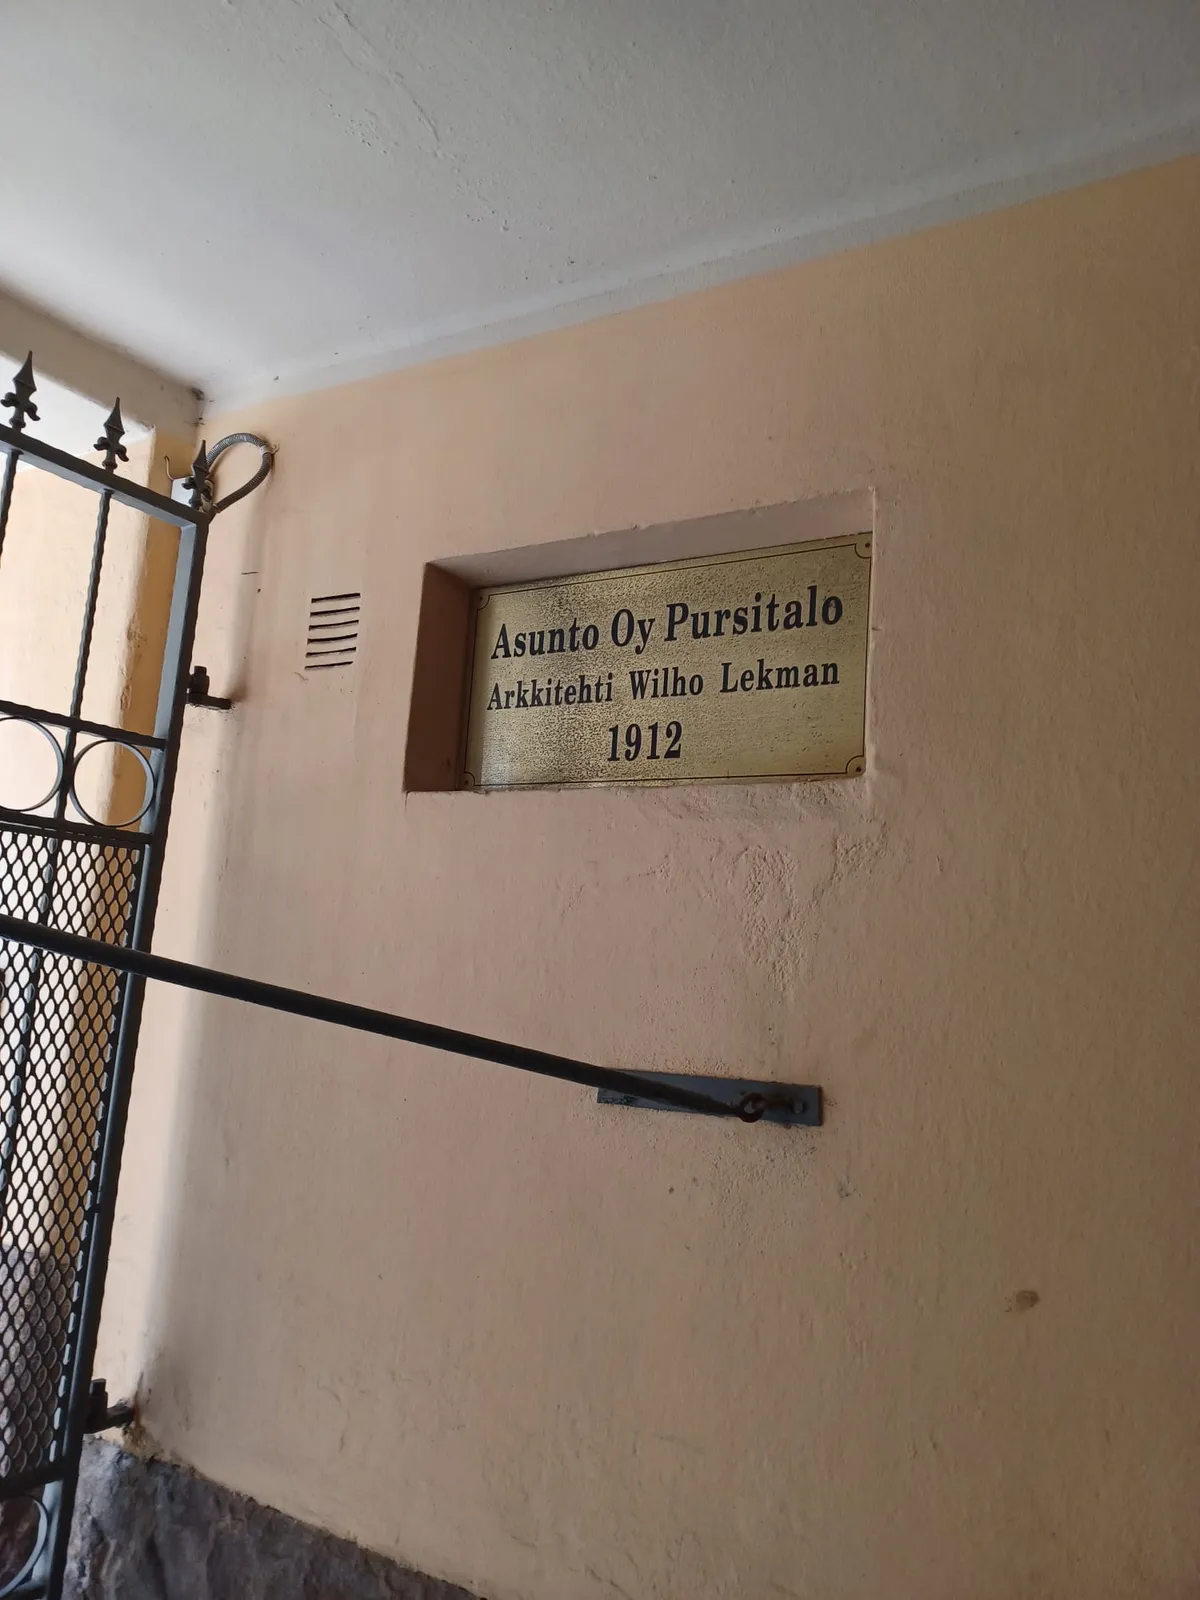 Asunto Oy Pursitalo
Arkkitehti Wilho Lekman
1912